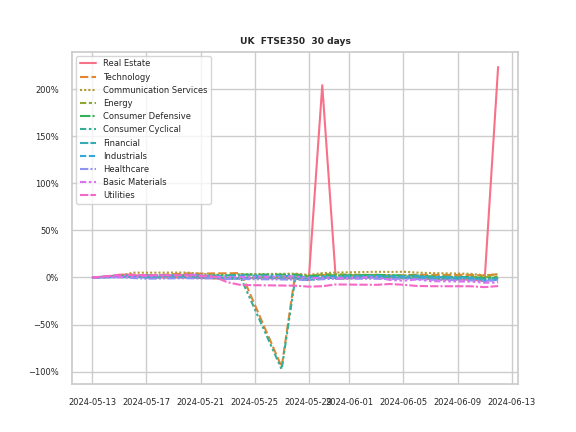 UK  FTSE350  30 days
Real Estate
Technology
Communication Services
Energy
Consumer Defensive
Consumer Cyclical
Financial
Industrials
Healthcare
Basic Materials
Utilities
200%
150%
100%
50%
0%
−50%
−100%
2024-05-13 2024-05-17 2024-05-21 2024-05-25 2024-05-29 2024-06-01 2024-06-05 2024-06-09 2024-06-13